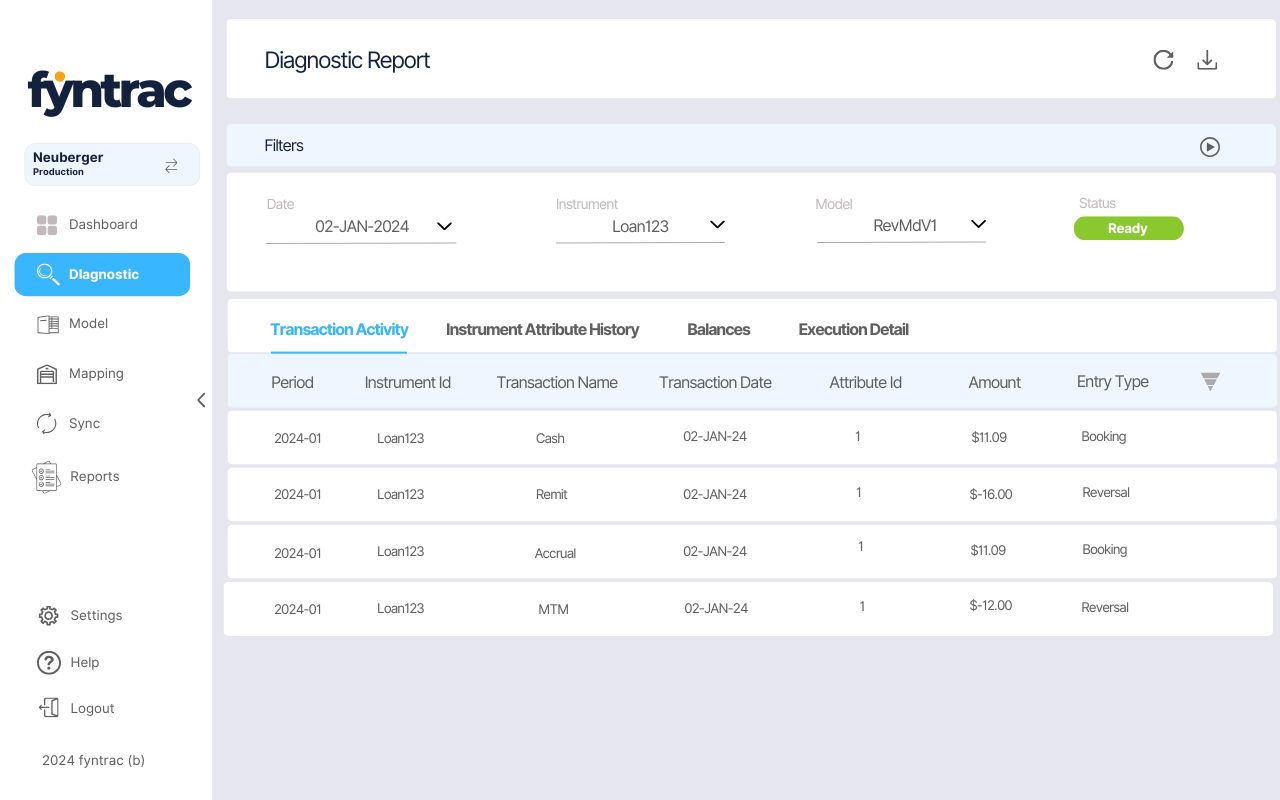 fyntrac
Neuberger
Production
Dashboard
DIagnostic
Model
Mapping
Sync
Reports
Settings
Help
Logout
2024 fyntrac (b)
Diagnostic Report
Filters
Date Instrument Model Status
02-JAN-2024 Loan123 RevMdV1 Ready
Transaction Activity Instrument Attribute History Balances Execution Detail
Period Instrument Id Transaction Name Transaction Date Attribute Id Amount Entry Type
2024-01 Loan123 Cash 02-JAN-24 1 $11.09 Booking
2024-01 Loan123 Remit 02-JAN-24 1 $-16.00 Reversal
2024-01 Loan123 Accrual 02-JAN-24 1 $11.09 Booking
2024-01 Loan123 MTM 02-JAN-24 1 $-12.00 Reversal